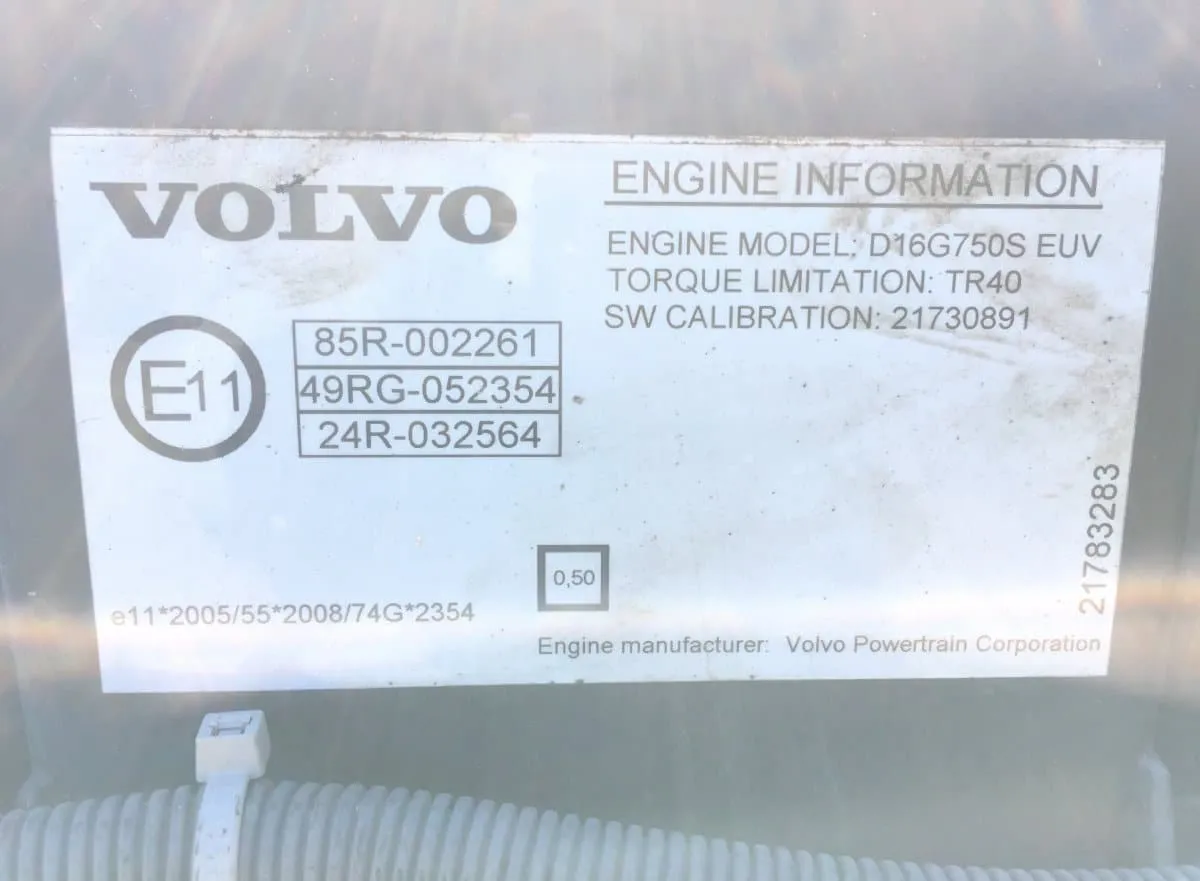 VOLVO
E11
85R-002261
49RG-052354
24R-032564
ENGINE INFORMATION
ENGINE MODEL: D16G750S EUV
TORQUE LIMITATION: TR40
SW CALIBRATION: 21730891
21783283
0,50
e11*2005/55*2008/74G*2354
Engine manufacturer: Volvo Powertrain Corporation